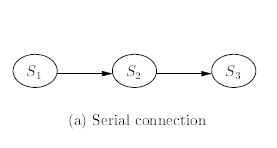 S₁ S₂ S₃
(a) Serial connection